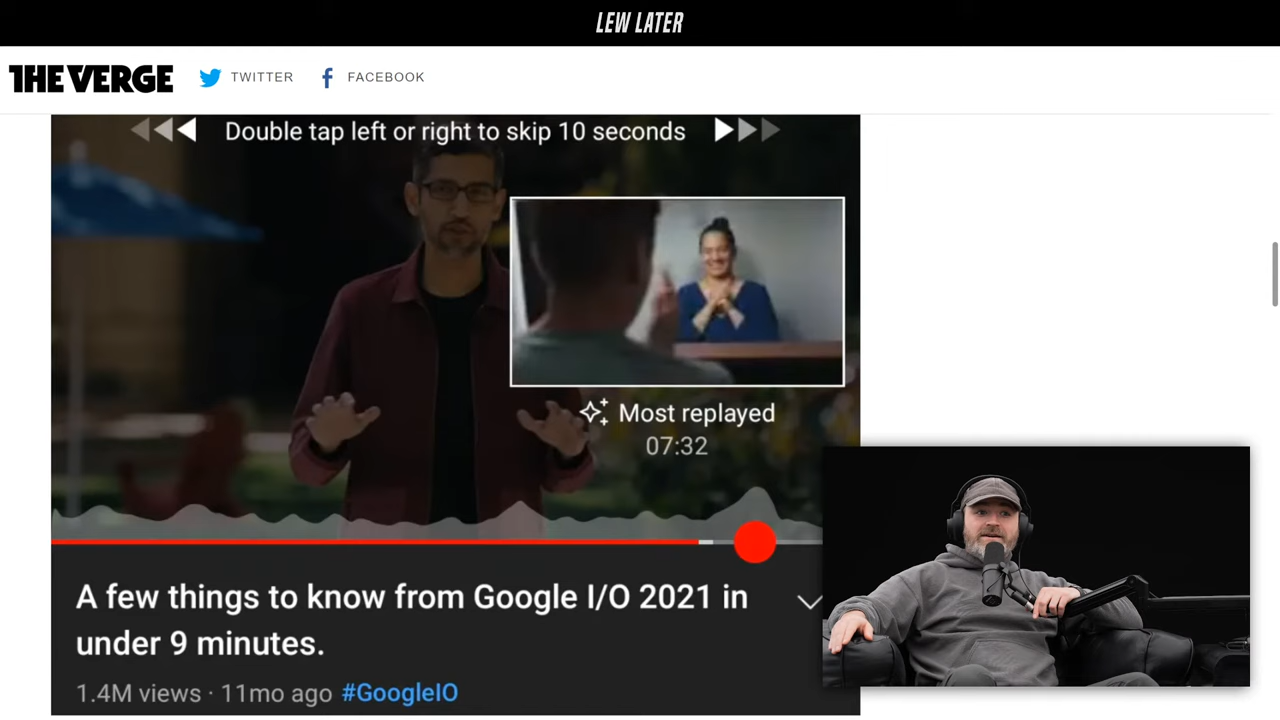 LEW LATER
THE VERGE
TWITTER
FACEBOOK
Double tap left or right to skip 10 seconds
Most replayed
07:32
A few things to know from Google I/O 2021 in
under 9 minutes.
1.4M views · 11mo ago #GoogleIO